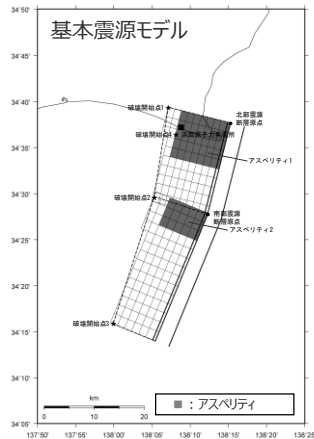 基本震源モデル
34°50'
34°45'
34°40'
34°35'
34°30'
34°25'
34°20'
34°15'
34°10'
34°05'
破壊開始点1
破壊開始点4
浜岡原子力発電所
北部震源
断層原点
アスペリティ1
破壊開始点2
南部震源
断層原点
アスペリティ2
破壊開始点3
km
0 10 20
■ : アスペリティ
137°50' 137°55' 138°00' 138°05' 138°10' 138°15' 138°20' 138°25'